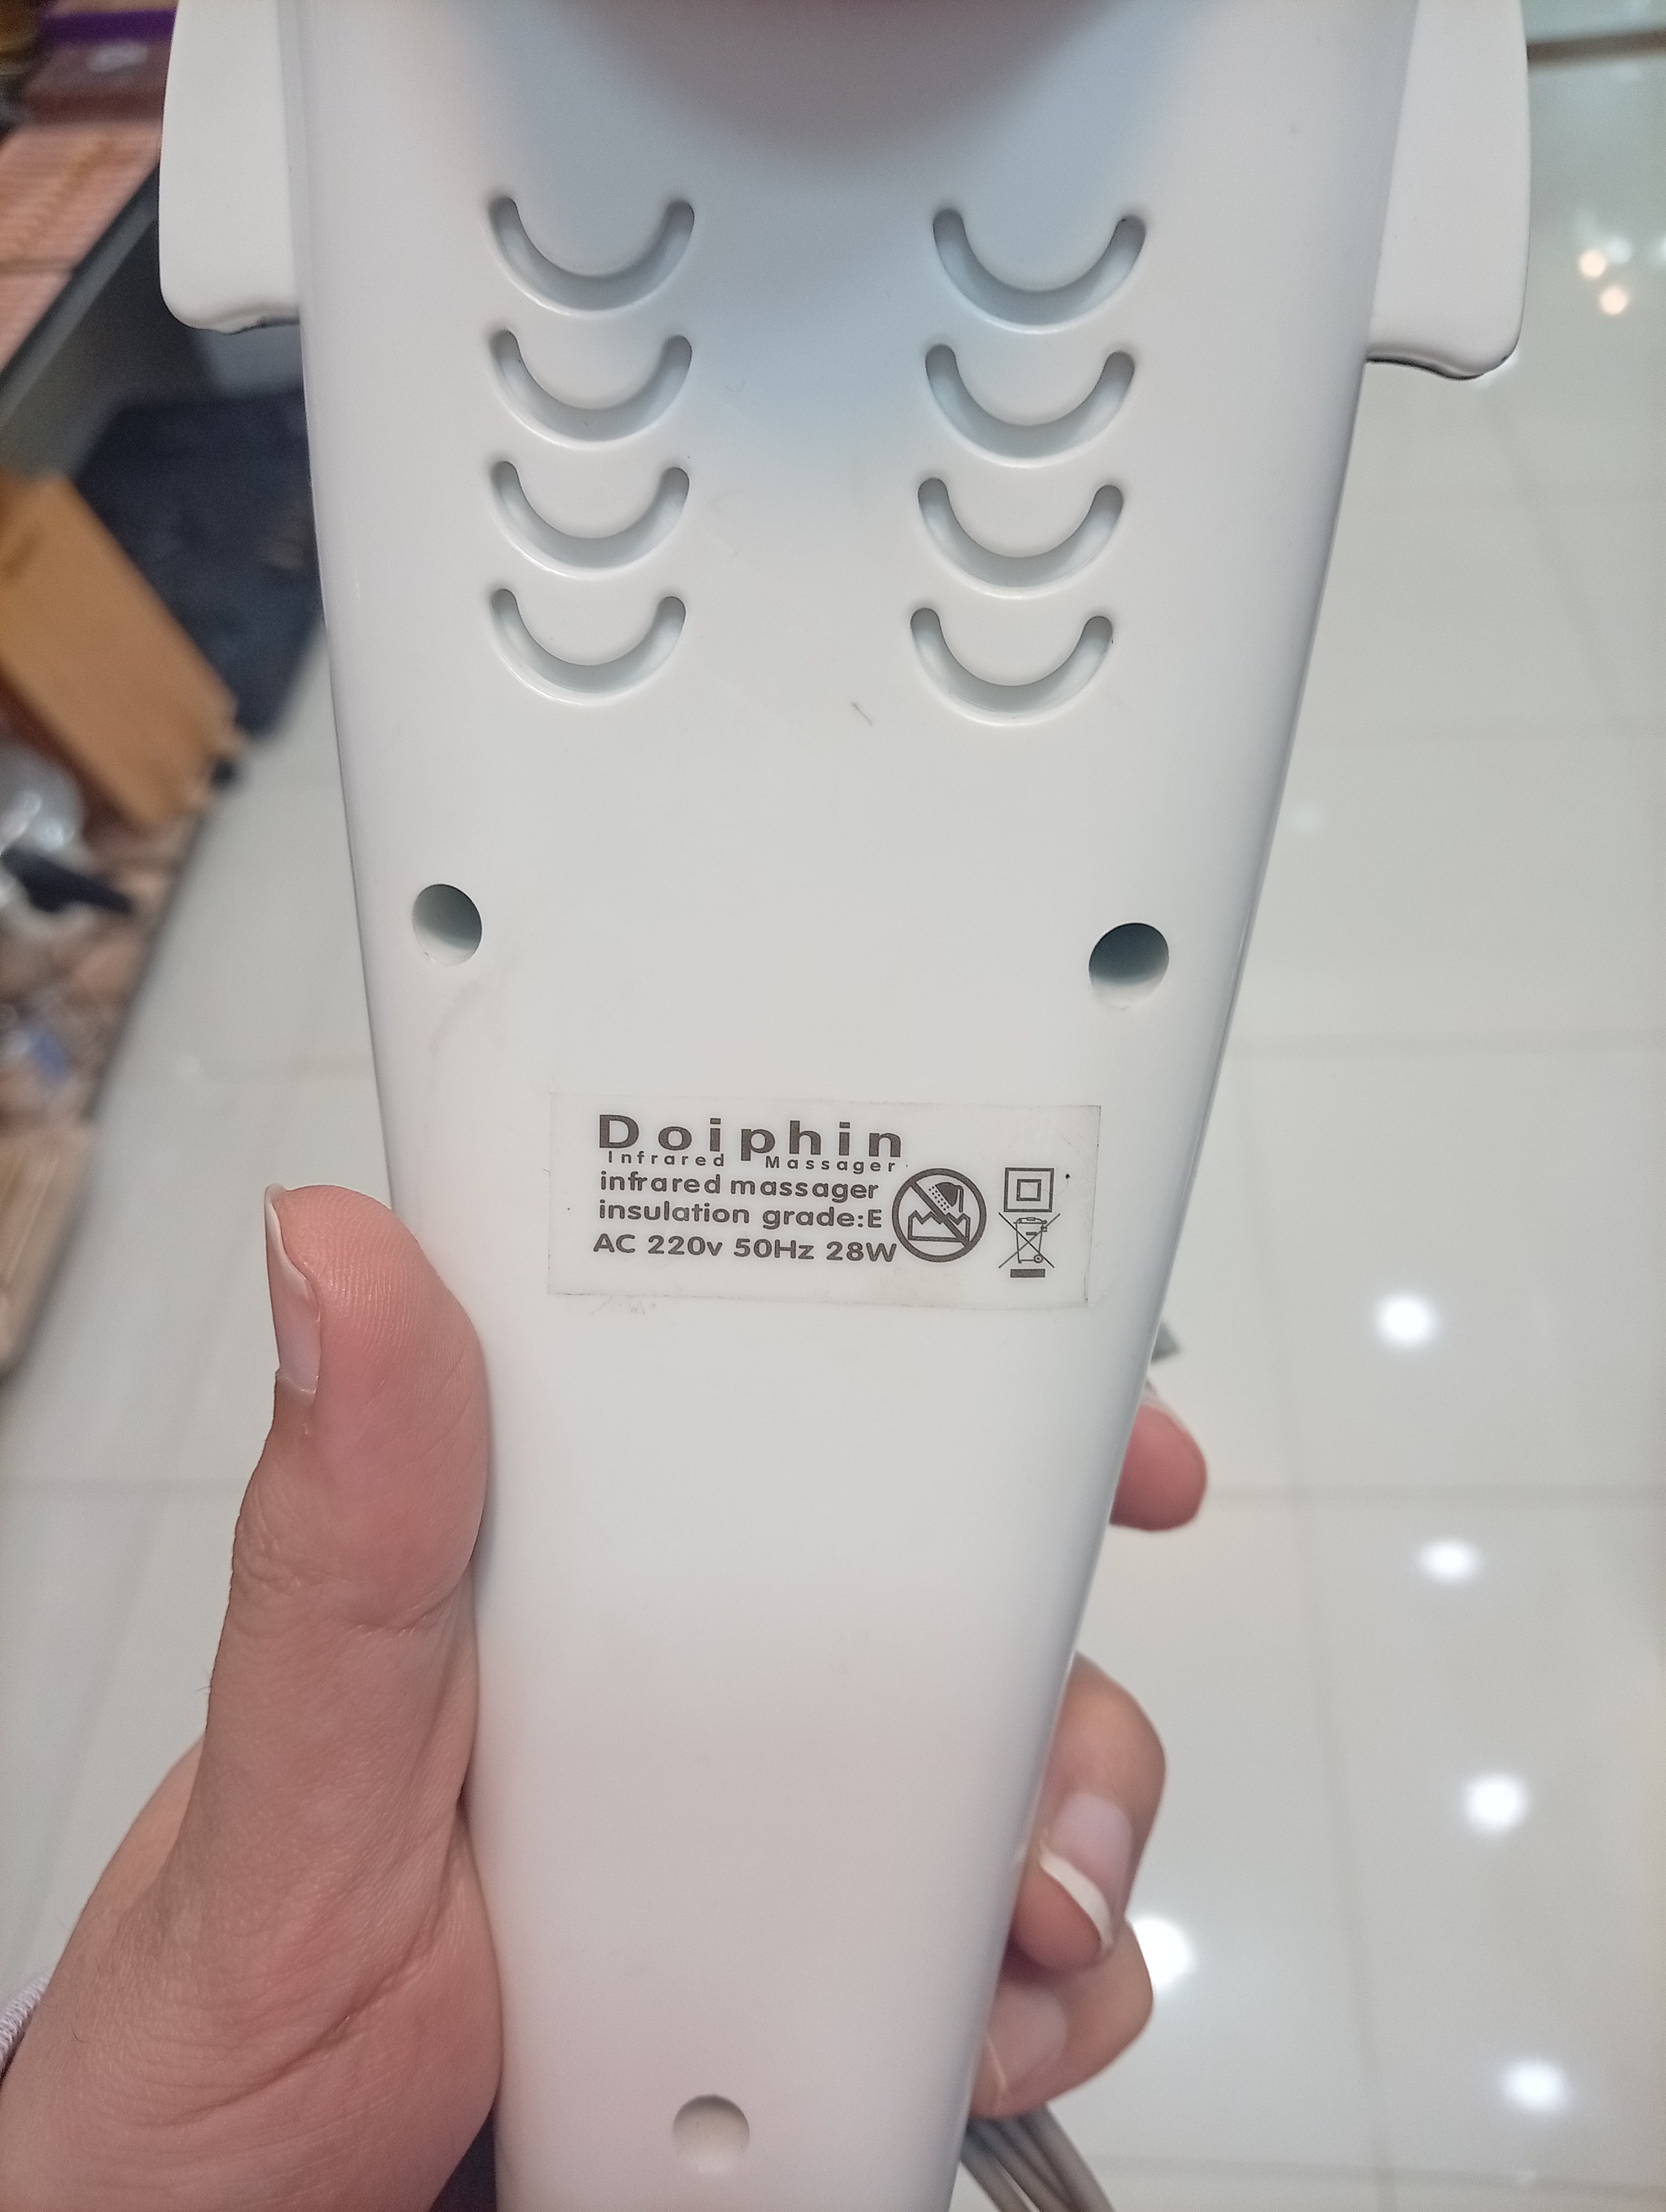 Doiphin
Infrared Massager
infrared massager
insulation grade:E
AC 220v 50Hz 28W